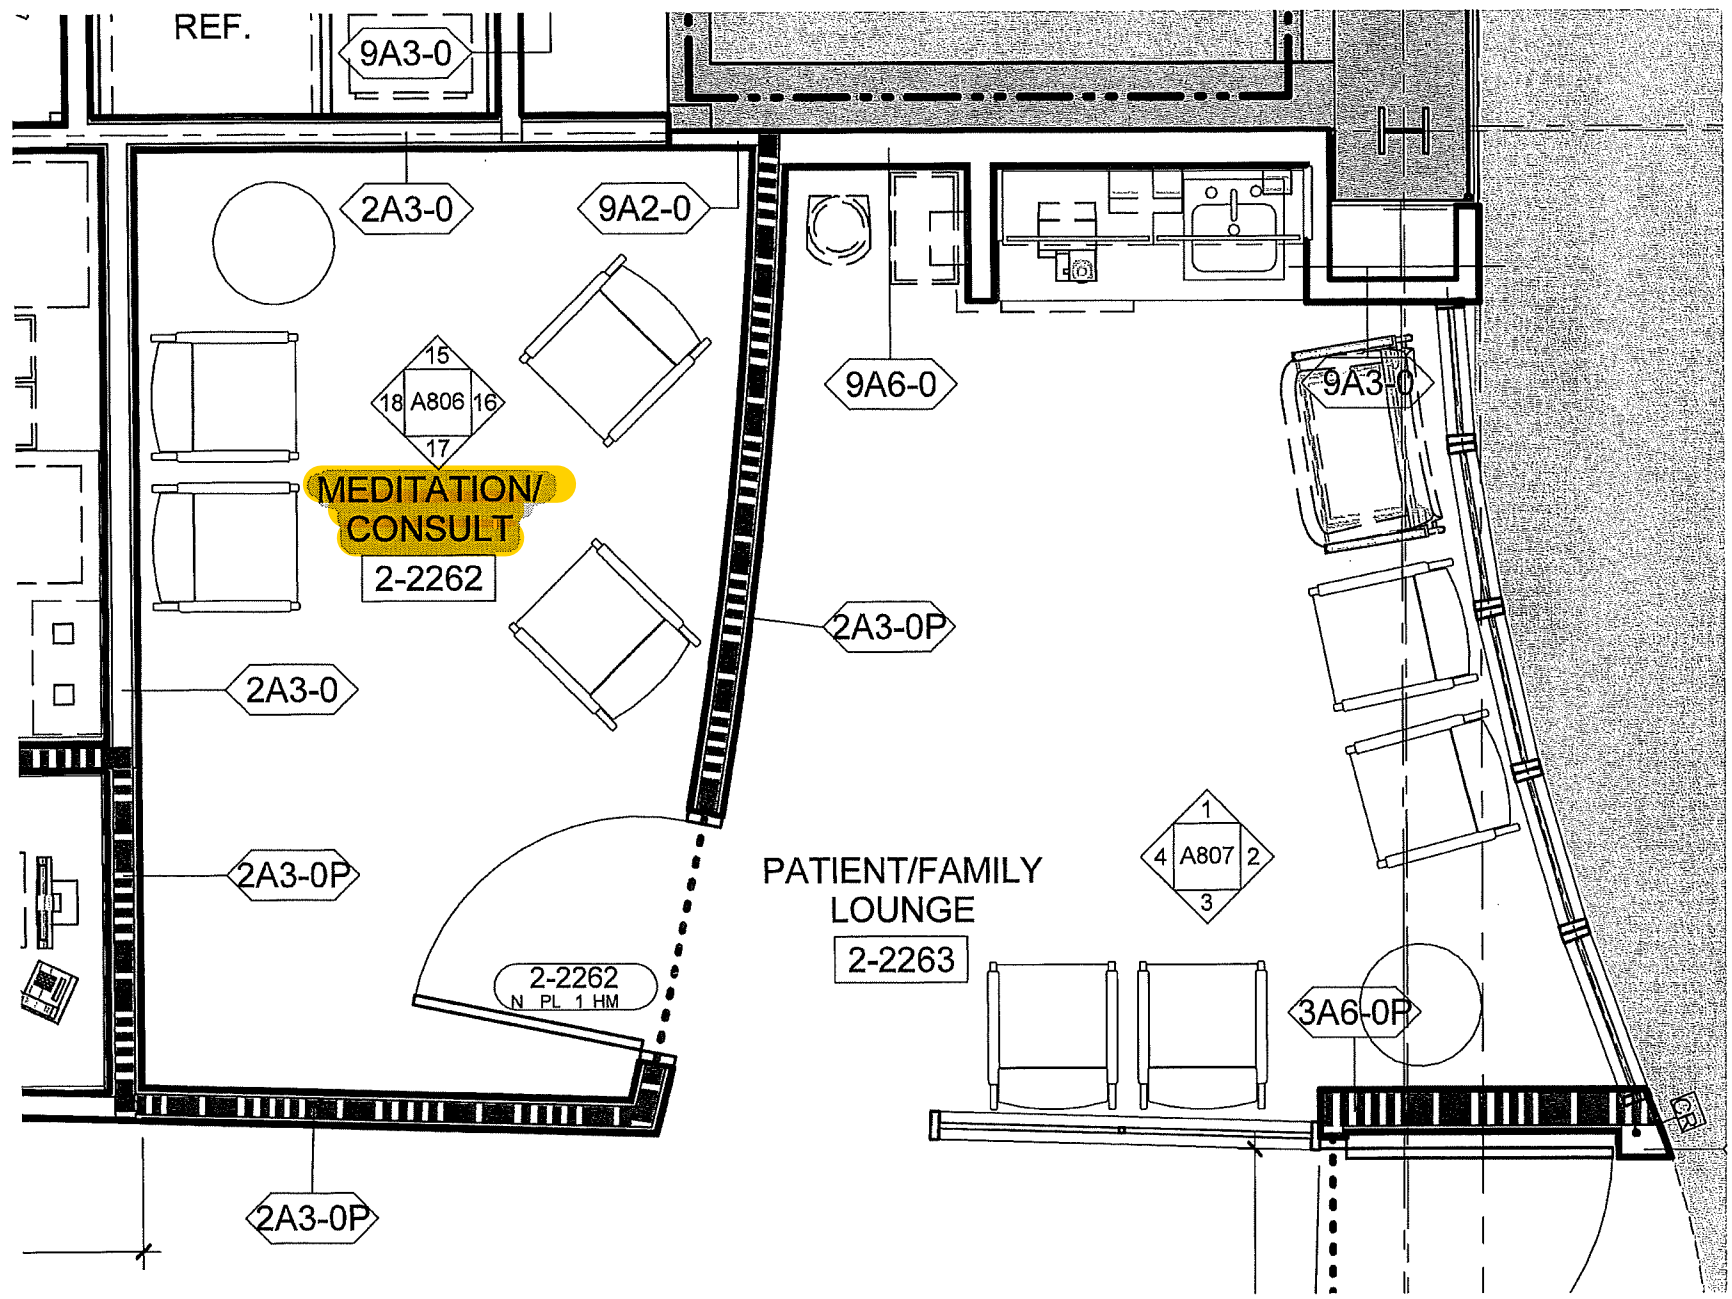 REF.
9A3-0
2A3-0
9A2-0
15
18 A806 16
17
9A6-0
9A3-0
MEDITATION/
CONSULT
2-2262
2A3-0P
2A3-0
1
4 A807 2
3
PATIENT/FAMILY
LOUNGE
2-2263
2A3-0P
2-2262
N PL 1 HM
3A6-0P
CR
2A3-0P